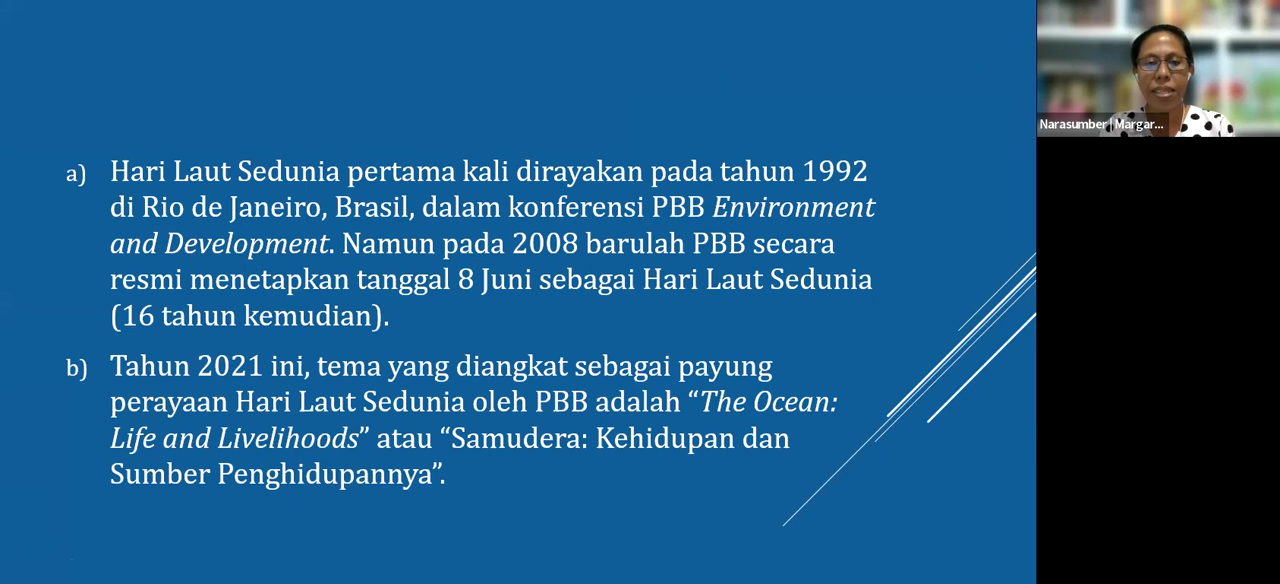 a) Hari Laut Sedunia pertama kali dirayakan pada tahun 1992
di Rio de Janeiro, Brasil, dalam konferensi PBB Environment
and Development. Namun pada 2008 barulah PBB secara
resmi menetapkan tanggal 8 Juni sebagai Hari Laut Sedunia
(16 tahun kemudian).
b) Tahun 2021 ini, tema yang diangkat sebagai payung
perayaan Hari Laut Sedunia oleh PBB adalah “The Ocean:
Life and Livelihoods” atau “Samudera: Kehidupan dan
Sumber Penghidupannya”.
Narasumber | Margar...